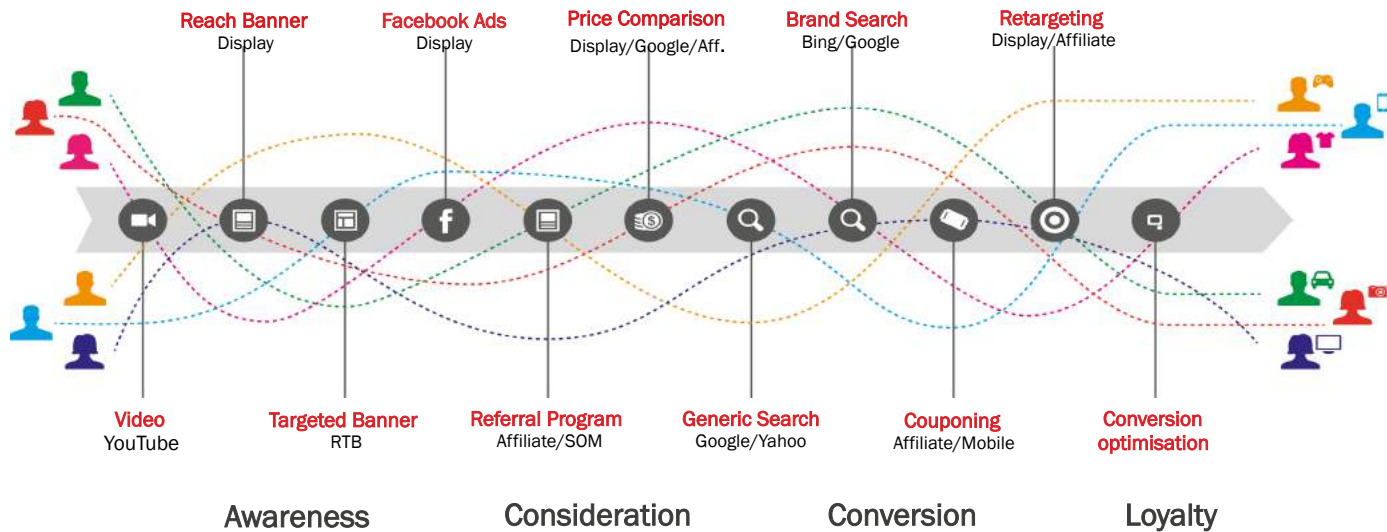 Reach Banner
Display
Facebook Ads
Display
Price Comparison
Display/Google/Aff.
Brand Search
Bing/Google
Retargeting
Display/Affiliate
f
$
Video
YouTube
Targeted Banner
RTB
Referral Program
Affiliate/SOM
Generic Search
Google/Yahoo
Couponing
Affiliate/Mobile
Conversion
optimisation
Awareness
Consideration
Conversion
Loyalty